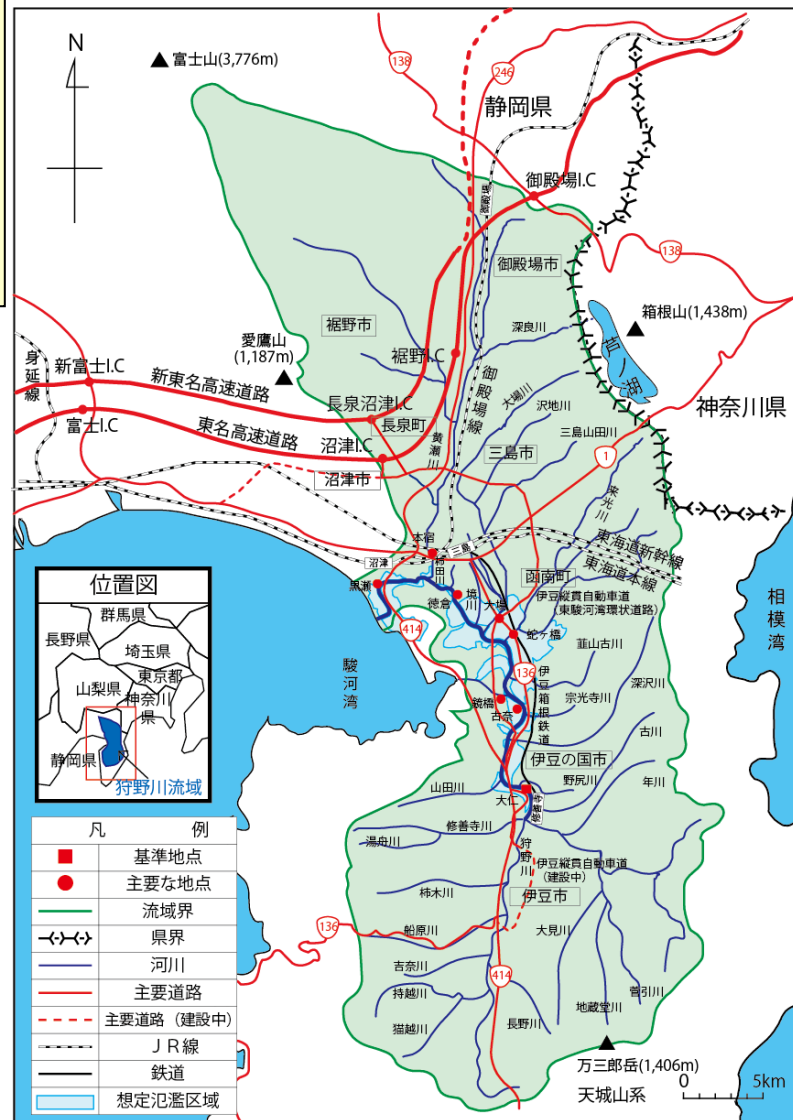 N
富士山(3,776m)
138
246
静岡県
御殿場I.C
御殿場
138
御殿場市
箱根山(1,438m)
裾野市
深良川
芦ノ湖
愛鷹山
(1,187m)
裾野I.C
御殿場線
身延線
新富士I.C
新東名高速道路
大場川
沢地川
神奈川県
長泉沼津I.C
長泉町
富士I.C
東名高速道路
黄瀬川
三島山田川
三島市
1
沼津I.C
沼津市
来光川
東海道新幹線
東海道本線
本宿
三島
沼津
柿田川
函南町
黒瀬
徳倉
境川
大場
伊豆縦貫自動車道
(東駿河湾環状道路)
相模湾
414
蛇ケ橋
韮山古川
駿河湾
136
伊豆箱根鉄道
深沢川
鏡橋
古奈
宗光寺川
古川
伊豆の国市
山田川
大仁
野尻川
年川
修善寺
修善寺川
湯舟川
狩野川
伊豆縦貫自動車道
(建設中)
柿木川
伊豆市
136
船原川
大見川
吉奈川
414
持越川
菅引川
地蔵堂川
猫越川
長野川
万三郎岳(1,406m)
天城山系
0 5km
位置図
群馬県
長野県
埼玉県
東京都
山梨県
神奈川県
静岡県
狩野川流域
凡 例
基準地点
主要な地点
流域界
県界
河川
主要道路
主要道路（建設中）
ＪＲ線
鉄道
想定氾濫区域